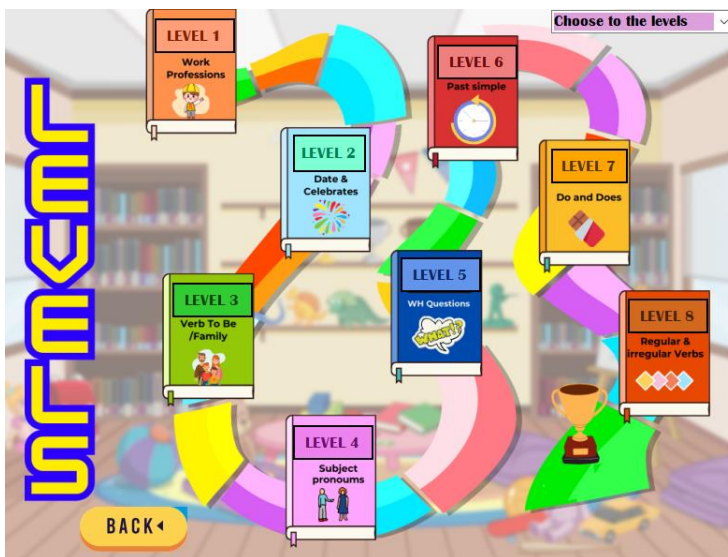 Choose to the levels
LEVELS
LEVEL 1
Work
Professions
LEVEL 2
Date &
Celebrates
LEVEL 3
Verb To Be
/Family
LEVEL 4
Subject
pronoums
LEVEL 5
WH Questions
WHAT!?
LEVEL 6
Past simple
LEVEL 7
Do and Does
LEVEL 8
Regular &
irregular Verbs
BACK